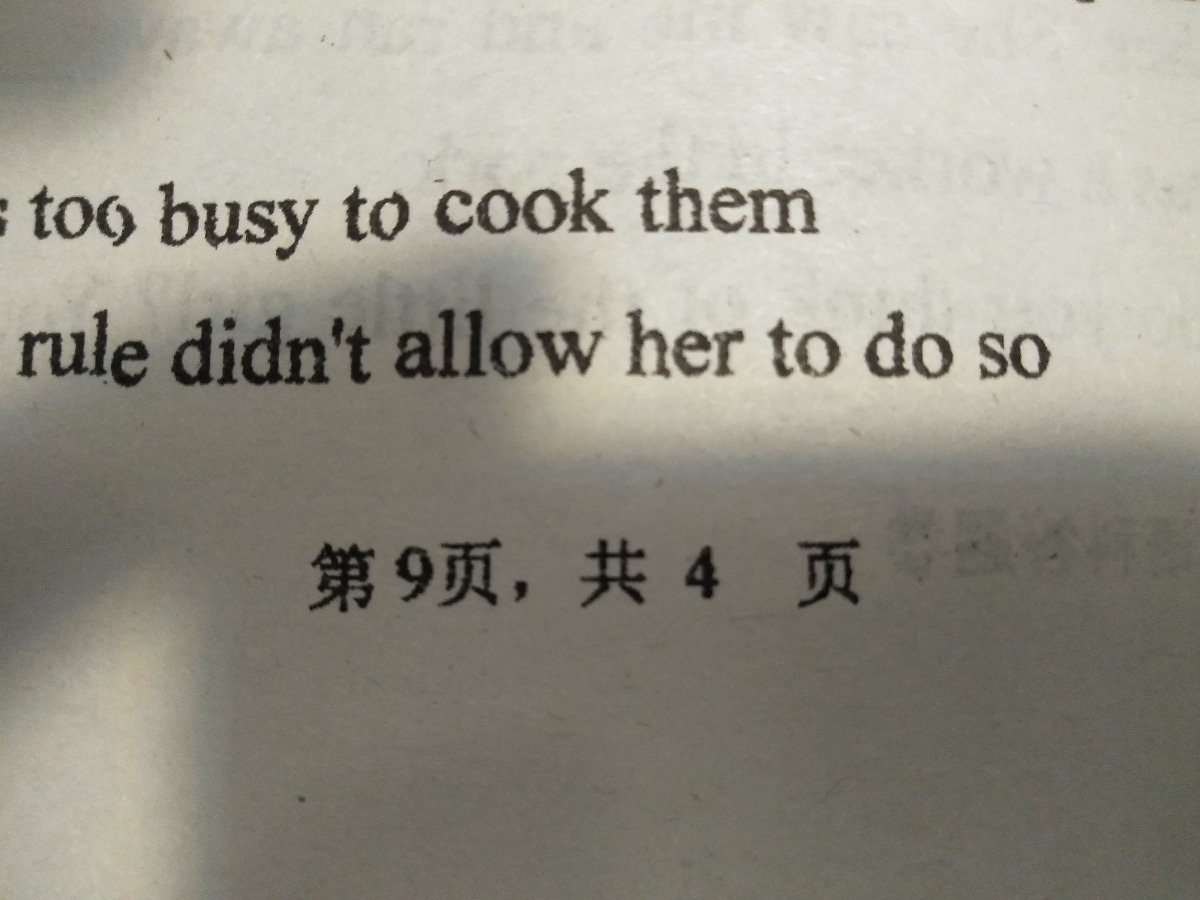 too busy to cook them
rule didn't allow her to do so
第9页，共 4 页